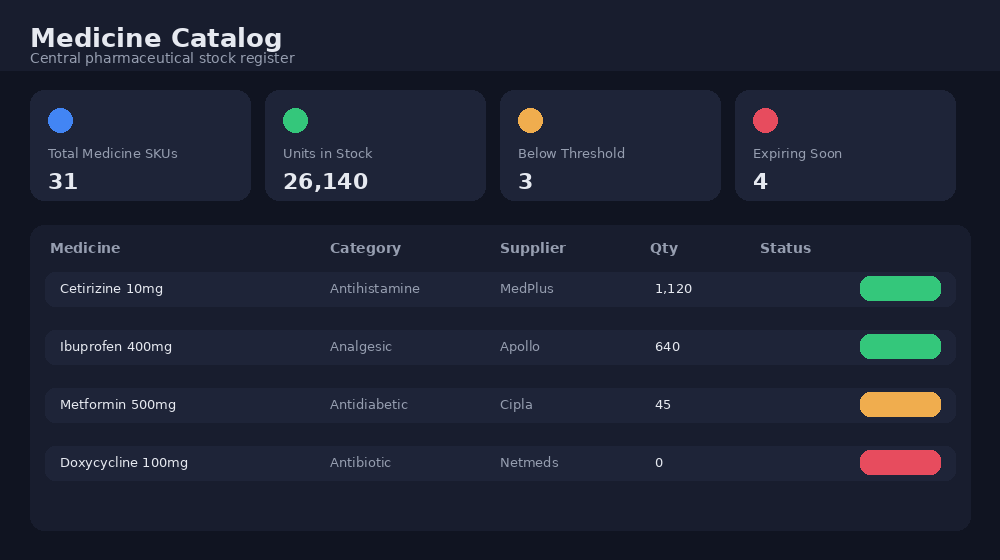 Medicine Catalog
Central pharmaceutical stock register
Total Medicine SKUs
31
Units in Stock
26,140
Below Threshold
3
Expiring Soon
4
Medicine Category Supplier Qty Status
Cetirizine 10mg Antihistamine MedPlus 1,120
Ibuprofen 400mg Analgesic Apollo 640
Metformin 500mg Antidiabetic Cipla 45
Doxycycline 100mg Antibiotic Netmeds 0